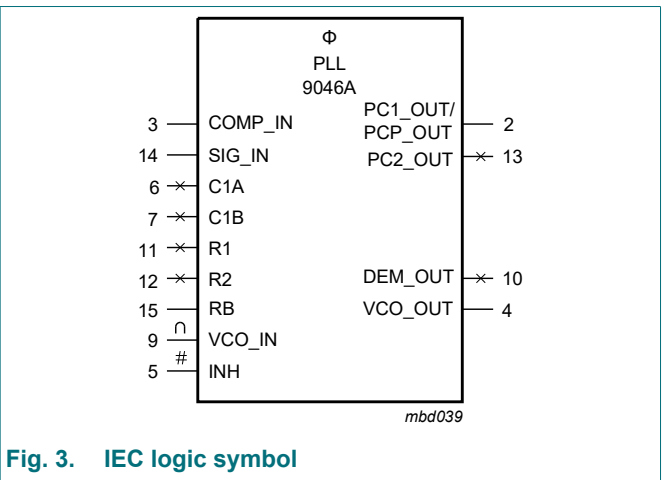 Φ
PLL
9046A
3 COMP_IN
PC1_OUT/
PCP_OUT 2
14 SIG_IN
PC2_OUT 13
6 C1A
7 C1B
11 R1
12 R2
DEM_OUT 10
15 RB
VCO_OUT 4
9 ∩ VCO_IN
5 # INH
mbd039
Fig. 3. IEC logic symbol